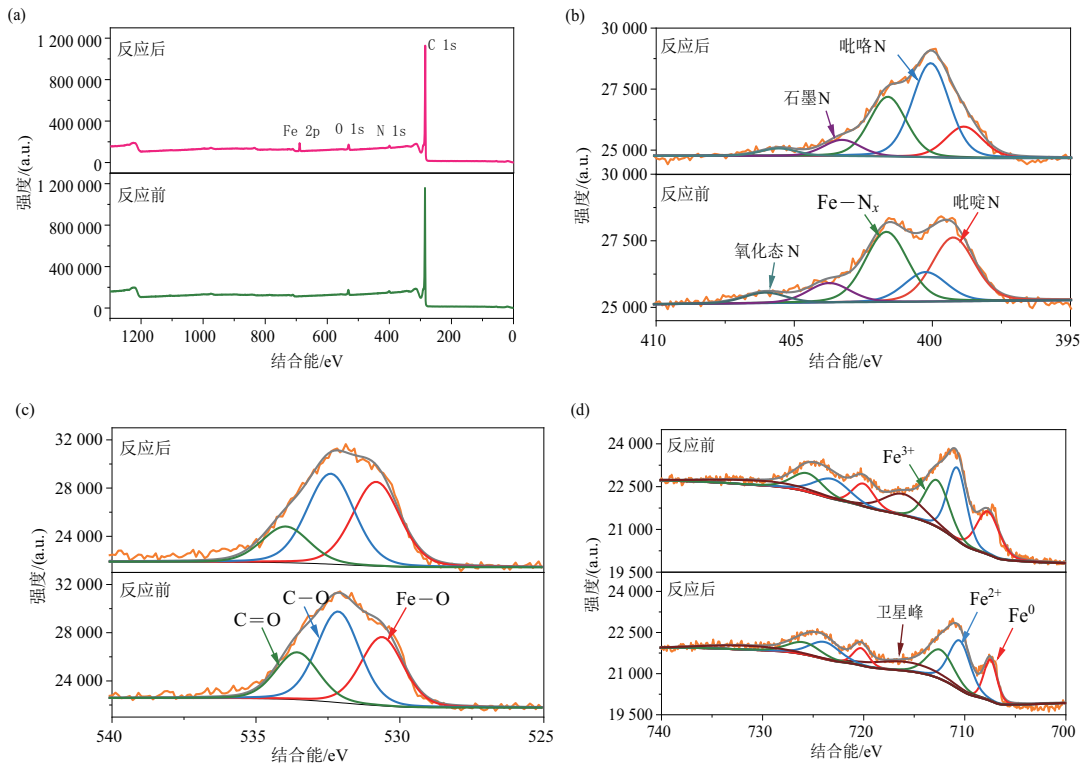 (a)
反应后
1 200 000
800 000
400 000
0
C 1s
Fe 2p
O 1s
N 1s
反应前
1 200 000
800 000
400 000
0
强度/(a.u.)
1200
1000
800
600
400
200
0
结合能/eV
(b)
反应后
30 000
27 500
25 000
吡咯N
石墨N
反应前
30 000
27 500
25 000
Fe－Nₓ
吡啶N
氧化态N
强度/(a.u.)
410
405
400
395
结合能/eV
(c)
反应后
32 000
28 000
24 000
反应前
32 000
28 000
24 000
C＝O
C－O
Fe－O
强度/(a.u.)
540
535
530
525
结合能/eV
(d)
反应前
24 000
22 500
21 000
19 500
Fe³⁺
反应后
24 000
22 500
21 000
19 500
卫星峰
Fe²⁺
Fe⁰
强度/(a.u.)
740
730
720
710
700
结合能/eV